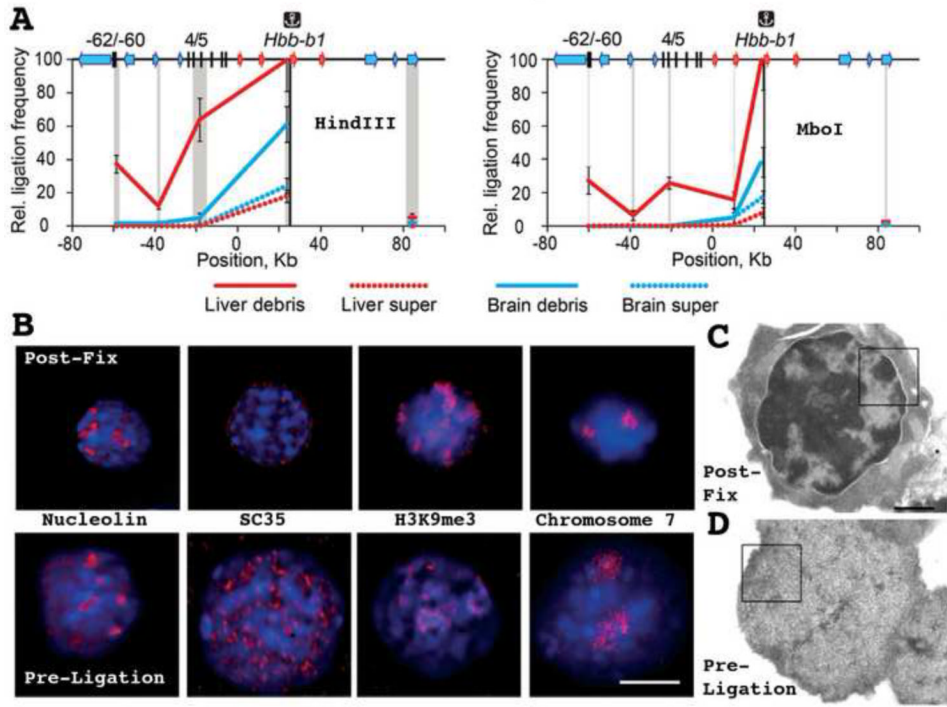 A
-62/-60 4/5 Hbb-b1
-62/-60 4/5 Hbb-b1
Rel. ligation frequency
100
80
60
40
20
0
HindIII
-80 -40 0 40 80
Position, Kb
Rel. ligation frequency
100
80
60
40
20
0
MboI
-80 -40 0 40 80
Position, Kb
Liver debris Liver super Brain debris Brain super
B
Post-Fix
Nucleolin SC35 H3K9me3 Chromosome 7
Pre-Ligation
C
Post-
Fix
D
Pre-
Ligation